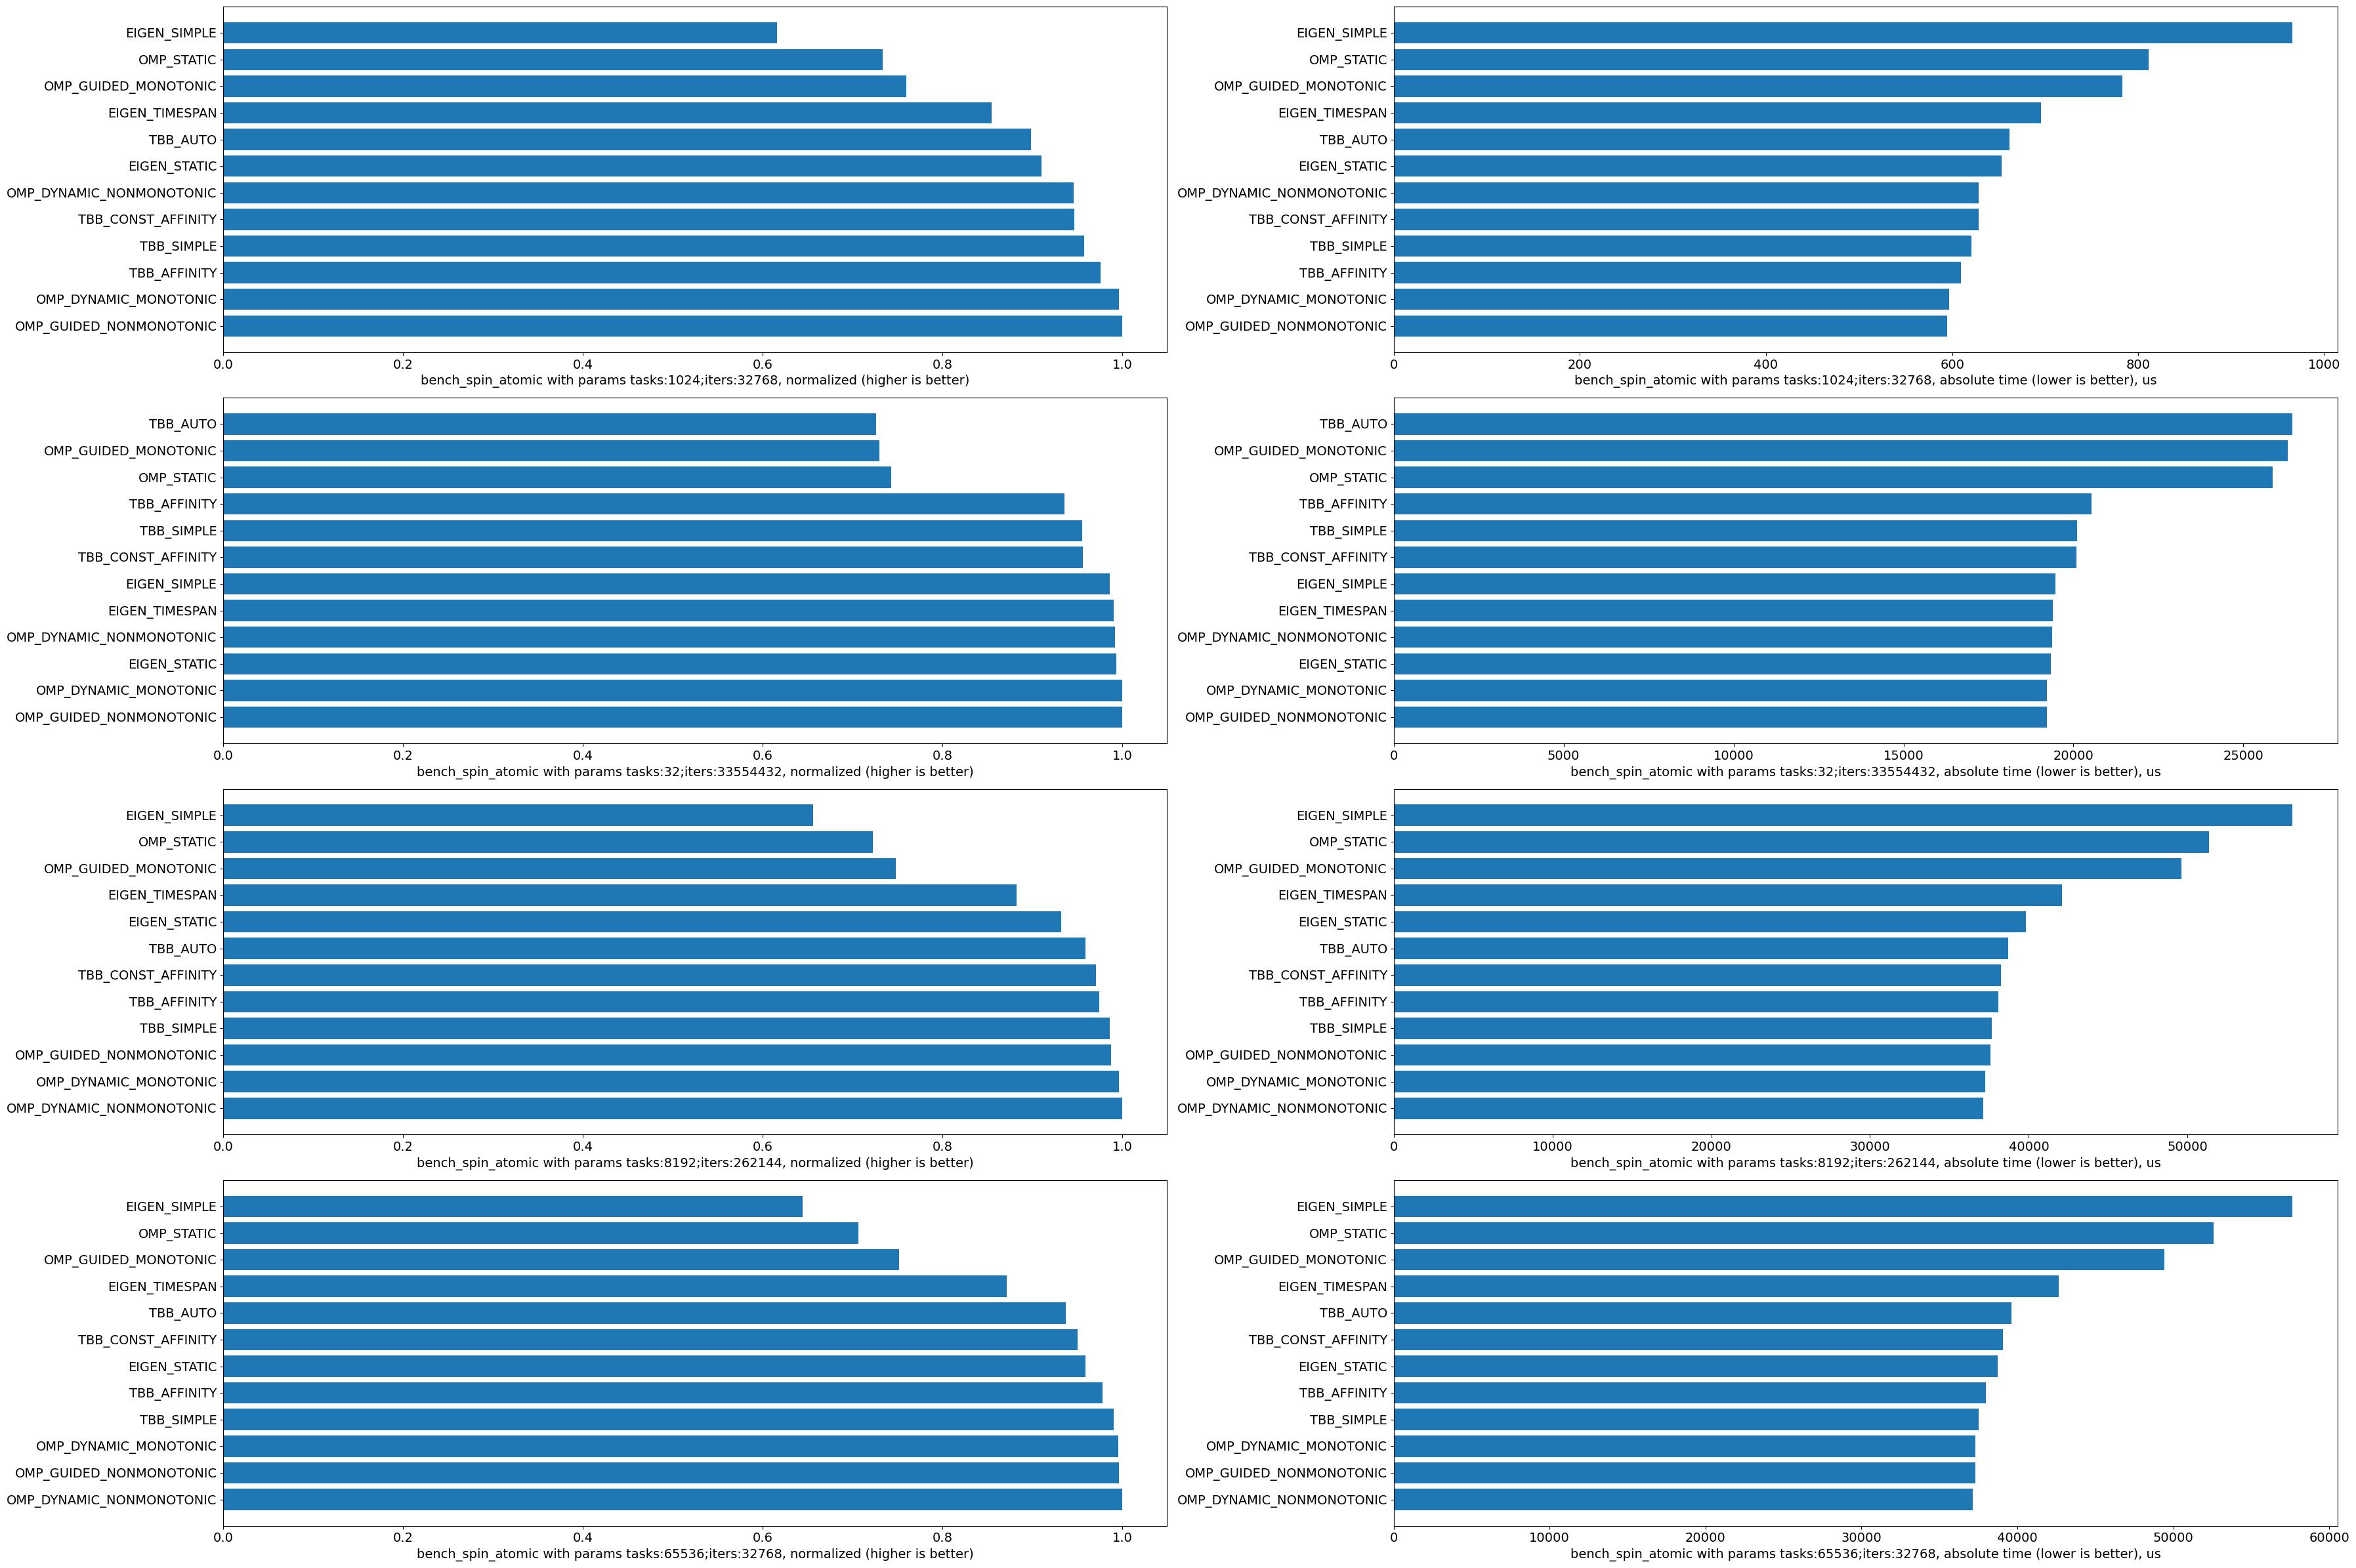 EIGEN_SIMPLE
OMP_STATIC
OMP_GUIDED_MONOTONIC
EIGEN_TIMESPAN
TBB_AUTO
EIGEN_STATIC
OMP_DYNAMIC_NONMONOTONIC
TBB_CONST_AFFINITY
TBB_SIMPLE
TBB_AFFINITY
OMP_DYNAMIC_MONOTONIC
OMP_GUIDED_NONMONOTONIC
0.0 0.2 0.4 0.6 0.8 1.0
bench_spin_atomic with params tasks:1024;iters:32768, normalized (higher is better)
EIGEN_SIMPLE
OMP_STATIC
OMP_GUIDED_MONOTONIC
EIGEN_TIMESPAN
TBB_AUTO
EIGEN_STATIC
OMP_DYNAMIC_NONMONOTONIC
TBB_CONST_AFFINITY
TBB_SIMPLE
TBB_AFFINITY
OMP_DYNAMIC_MONOTONIC
OMP_GUIDED_NONMONOTONIC
0 200 400 600 800 1000
bench_spin_atomic with params tasks:1024;iters:32768, absolute time (lower is better), us
TBB_AUTO
OMP_GUIDED_MONOTONIC
OMP_STATIC
TBB_AFFINITY
TBB_SIMPLE
TBB_CONST_AFFINITY
EIGEN_SIMPLE
EIGEN_TIMESPAN
OMP_DYNAMIC_NONMONOTONIC
EIGEN_STATIC
OMP_DYNAMIC_MONOTONIC
OMP_GUIDED_NONMONOTONIC
0.0 0.2 0.4 0.6 0.8 1.0
bench_spin_atomic with params tasks:32;iters:33554432, normalized (higher is better)
TBB_AUTO
OMP_GUIDED_MONOTONIC
OMP_STATIC
TBB_AFFINITY
TBB_SIMPLE
TBB_CONST_AFFINITY
EIGEN_SIMPLE
EIGEN_TIMESPAN
OMP_DYNAMIC_NONMONOTONIC
EIGEN_STATIC
OMP_DYNAMIC_MONOTONIC
OMP_GUIDED_NONMONOTONIC
0 5000 10000 15000 20000 25000
bench_spin_atomic with params tasks:32;iters:33554432, absolute time (lower is better), us
EIGEN_SIMPLE
OMP_STATIC
OMP_GUIDED_MONOTONIC
EIGEN_TIMESPAN
EIGEN_STATIC
TBB_AUTO
TBB_CONST_AFFINITY
TBB_AFFINITY
TBB_SIMPLE
OMP_GUIDED_NONMONOTONIC
OMP_DYNAMIC_MONOTONIC
OMP_DYNAMIC_NONMONOTONIC
0.0 0.2 0.4 0.6 0.8 1.0
bench_spin_atomic with params tasks:8192;iters:262144, normalized (higher is better)
EIGEN_SIMPLE
OMP_STATIC
OMP_GUIDED_MONOTONIC
EIGEN_TIMESPAN
EIGEN_STATIC
TBB_AUTO
TBB_CONST_AFFINITY
TBB_AFFINITY
TBB_SIMPLE
OMP_GUIDED_NONMONOTONIC
OMP_DYNAMIC_MONOTONIC
OMP_DYNAMIC_NONMONOTONIC
0 10000 20000 30000 40000 50000
bench_spin_atomic with params tasks:8192;iters:262144, absolute time (lower is better), us
EIGEN_SIMPLE
OMP_STATIC
OMP_GUIDED_MONOTONIC
EIGEN_TIMESPAN
TBB_AUTO
TBB_CONST_AFFINITY
EIGEN_STATIC
TBB_AFFINITY
TBB_SIMPLE
OMP_DYNAMIC_MONOTONIC
OMP_GUIDED_NONMONOTONIC
OMP_DYNAMIC_NONMONOTONIC
0.0 0.2 0.4 0.6 0.8 1.0
bench_spin_atomic with params tasks:65536;iters:32768, normalized (higher is better)
EIGEN_SIMPLE
OMP_STATIC
OMP_GUIDED_MONOTONIC
EIGEN_TIMESPAN
TBB_AUTO
TBB_CONST_AFFINITY
EIGEN_STATIC
TBB_AFFINITY
TBB_SIMPLE
OMP_DYNAMIC_MONOTONIC
OMP_GUIDED_NONMONOTONIC
OMP_DYNAMIC_NONMONOTONIC
0 10000 20000 30000 40000 50000 60000
bench_spin_atomic with params tasks:65536;iters:32768, absolute time (lower is better), us